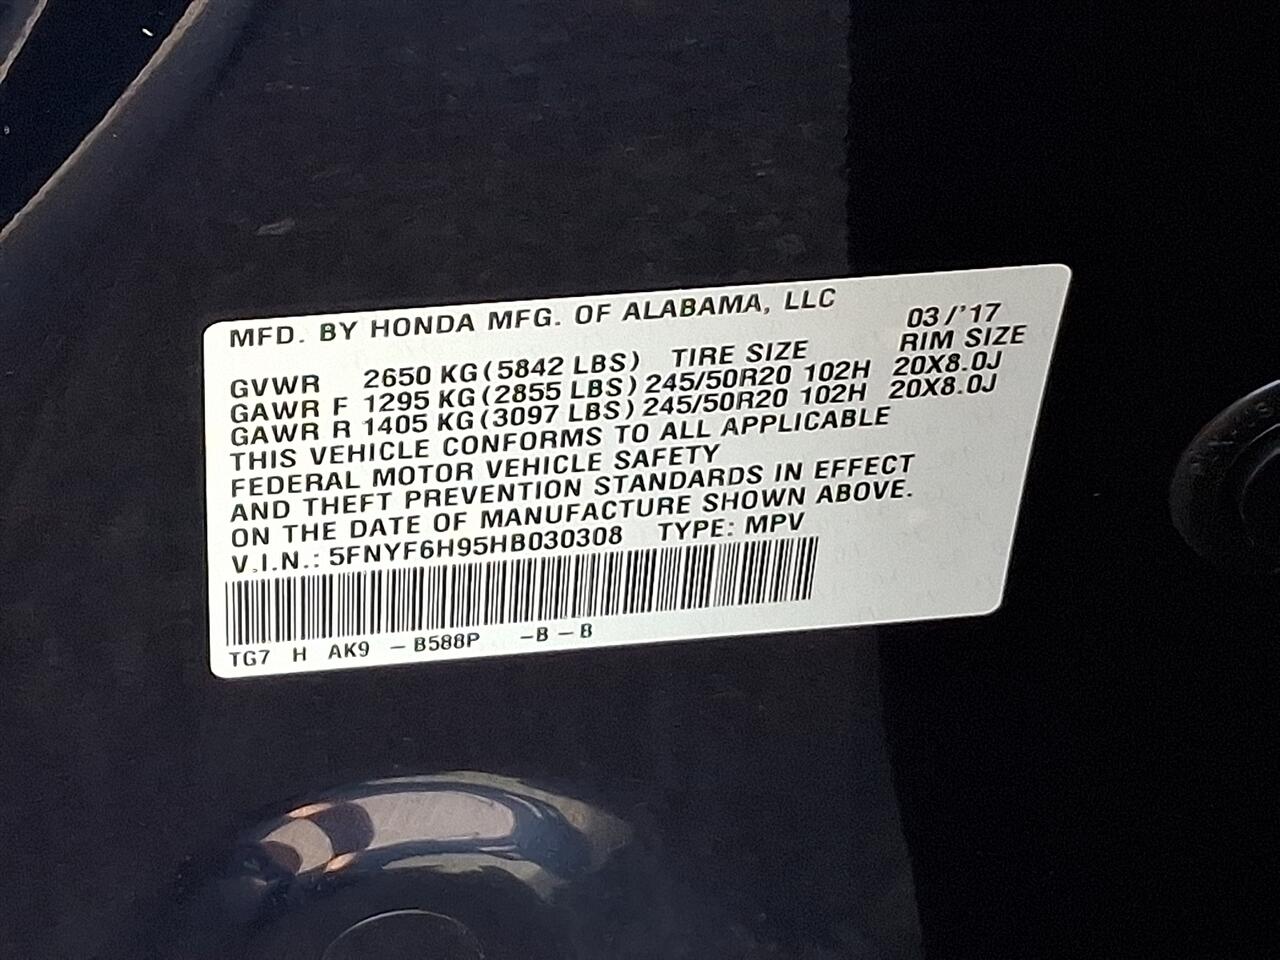 MFD. BY HONDA MFG. OF ALABAMA, LLC 03/'17
GVWR 2650 KG(5842 LBS) TIRE SIZE RIM SIZE
GAWR F 1295 KG(2855 LBS)245/50R20 102H 20X8.0J
GAWR R 1405 KG(3097 LBS)245/50R20 102H 20X8.0J
THIS VEHICLE CONFORMS TO ALL APPLICABLE
FEDERAL MOTOR VEHICLE SAFETY
AND THEFT PREVENTION STANDARDS IN EFFECT
ON THE DATE OF MANUFACTURE SHOWN ABOVE.
V.I.N.: 5FNYF6H95HB030308 TYPE: MPV
TG7 H AK9 -B588P -B-B